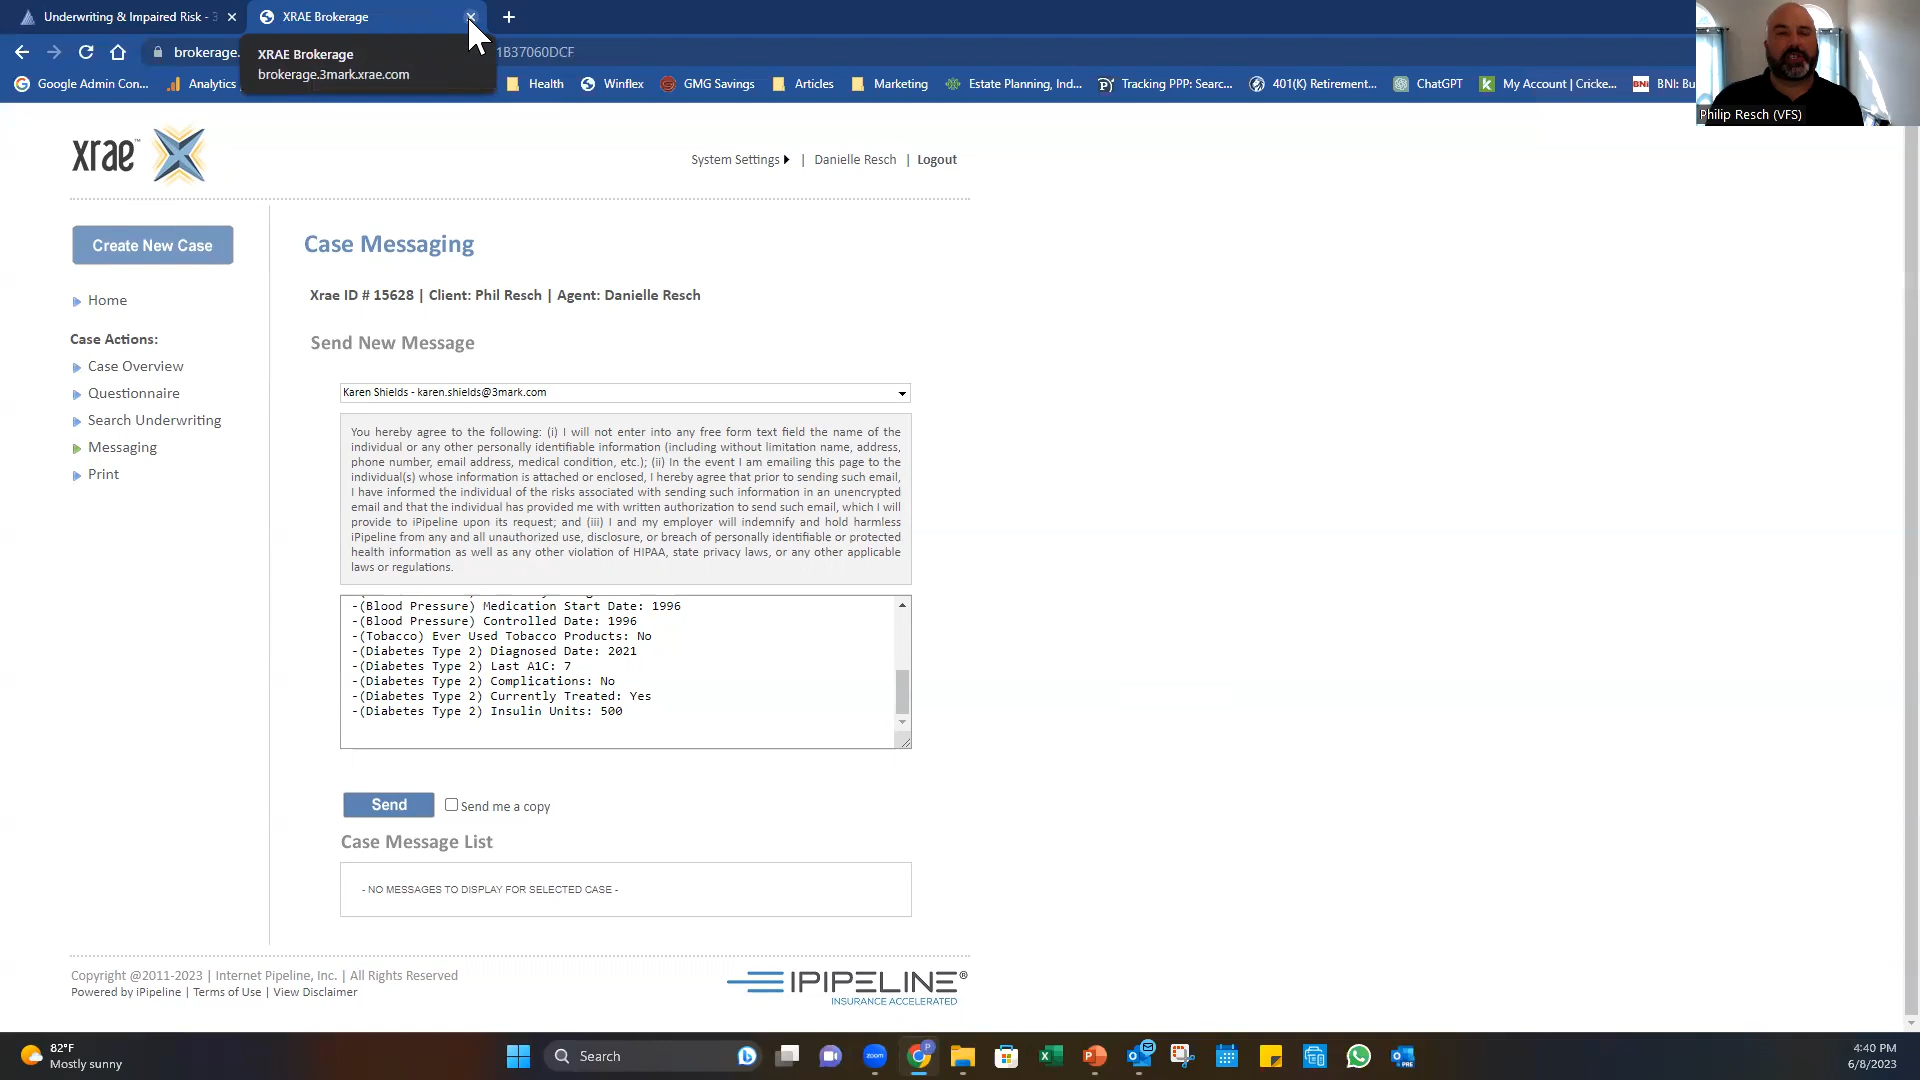 Underwriting & Impaired Risk - 3
XRAE Brokerage
brokerage.
1B37060DCF
XRAE Brokerage
brokerage.3mark.xrae.com
Google Admin Con...
Analytics
Health
Winflex
GMG Savings
Articles
Marketing
Estate Planning, Ind...
Tracking PPP: Searc...
401(K) Retirement...
ChatGPT
My Account | Cricke...
BNI: Bu
Philip Resch (VFS)
xrae™
System Settings | Danielle Resch | Logout
Create New Case
Home
Case Actions:
Case Overview
Questionnaire
Search Underwriting
Messaging
Print
Case Messaging
Xrae ID # 15628 | Client: Phil Resch | Agent: Danielle Resch
Send New Message
Karen Shields - karen.shields@3mark.com
You hereby agree to the following: (i) I will not enter into any free form text field the name of the
individual or any other personally identifiable information (including without limitation name, address,
phone number, email address, medical condition, etc.); (ii) In the event I am emailing this page to the
individual(s) whose information is attached or enclosed, I hereby agree that prior to sending such email,
I have informed the individual of the risks associated with sending such information in an unencrypted
email and that the individual has provided me with written authorization to send such email, which I will
provide to iPipeline upon its request; and (iii) I and my employer will indemnify and hold harmless
iPipeline from any and all unauthorized use, disclosure, or breach of personally identifiable or protected
health information as well as any other violation of HIPAA, state privacy laws, or any other applicable
laws or regulations.
-(Blood Pressure) Medication Start Date: 1996
-(Blood Pressure) Controlled Date: 1996
-(Tobacco) Ever Used Tobacco Products: No
-(Diabetes Type 2) Diagnosed Date: 2021
-(Diabetes Type 2) Last A1C: 7
-(Diabetes Type 2) Complications: No
-(Diabetes Type 2) Currently Treated: Yes
-(Diabetes Type 2) Insulin Units: 500
Send
Send me a copy
Case Message List
- NO MESSAGES TO DISPLAY FOR SELECTED CASE -
Copyright @2011-2023 | Internet Pipeline, Inc. | All Rights Reserved
Powered by iPipeline | Terms of Use | View Disclaimer
IPIPELINE®
INSURANCE ACCELERATED
82°F
Mostly sunny
Search
zoom
4:40 PM
6/8/2023